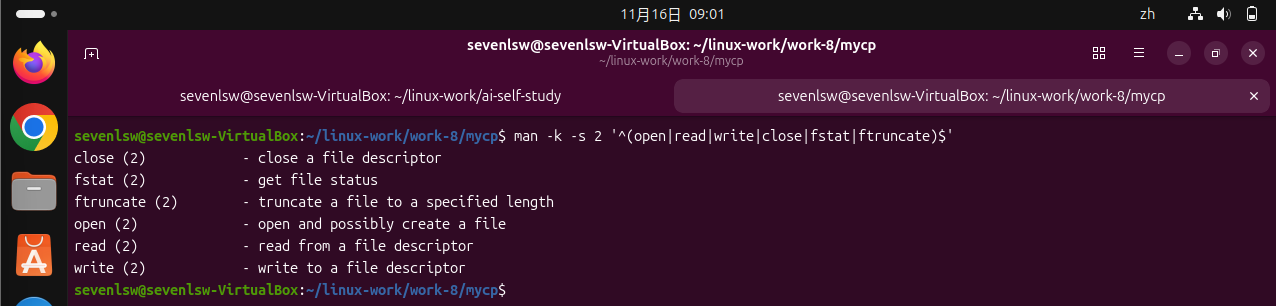 11月16日 09:01
zh
sevenlsw@sevenlsw-VirtualBox: ~/linux-work/work-8/mycp
~/linux-work/work-8/mycp
sevenlsw@sevenlsw-VirtualBox: ~/linux-work/ai-self-study
sevenlsw@sevenlsw-VirtualBox: ~/linux-work/work-8/mycp
sevenlsw@sevenlsw-VirtualBox:~/linux-work/work-8/mycp$ man -k -s 2 '^(open|read|write|close|fstat|ftruncate)$'
close (2)            - close a file descriptor
fstat (2)            - get file status
ftruncate (2)        - truncate a file to a specified length
open (2)             - open and possibly create a file
read (2)             - read from a file descriptor
write (2)            - write to a file descriptor
sevenlsw@sevenlsw-VirtualBox:~/linux-work/work-8/mycp$